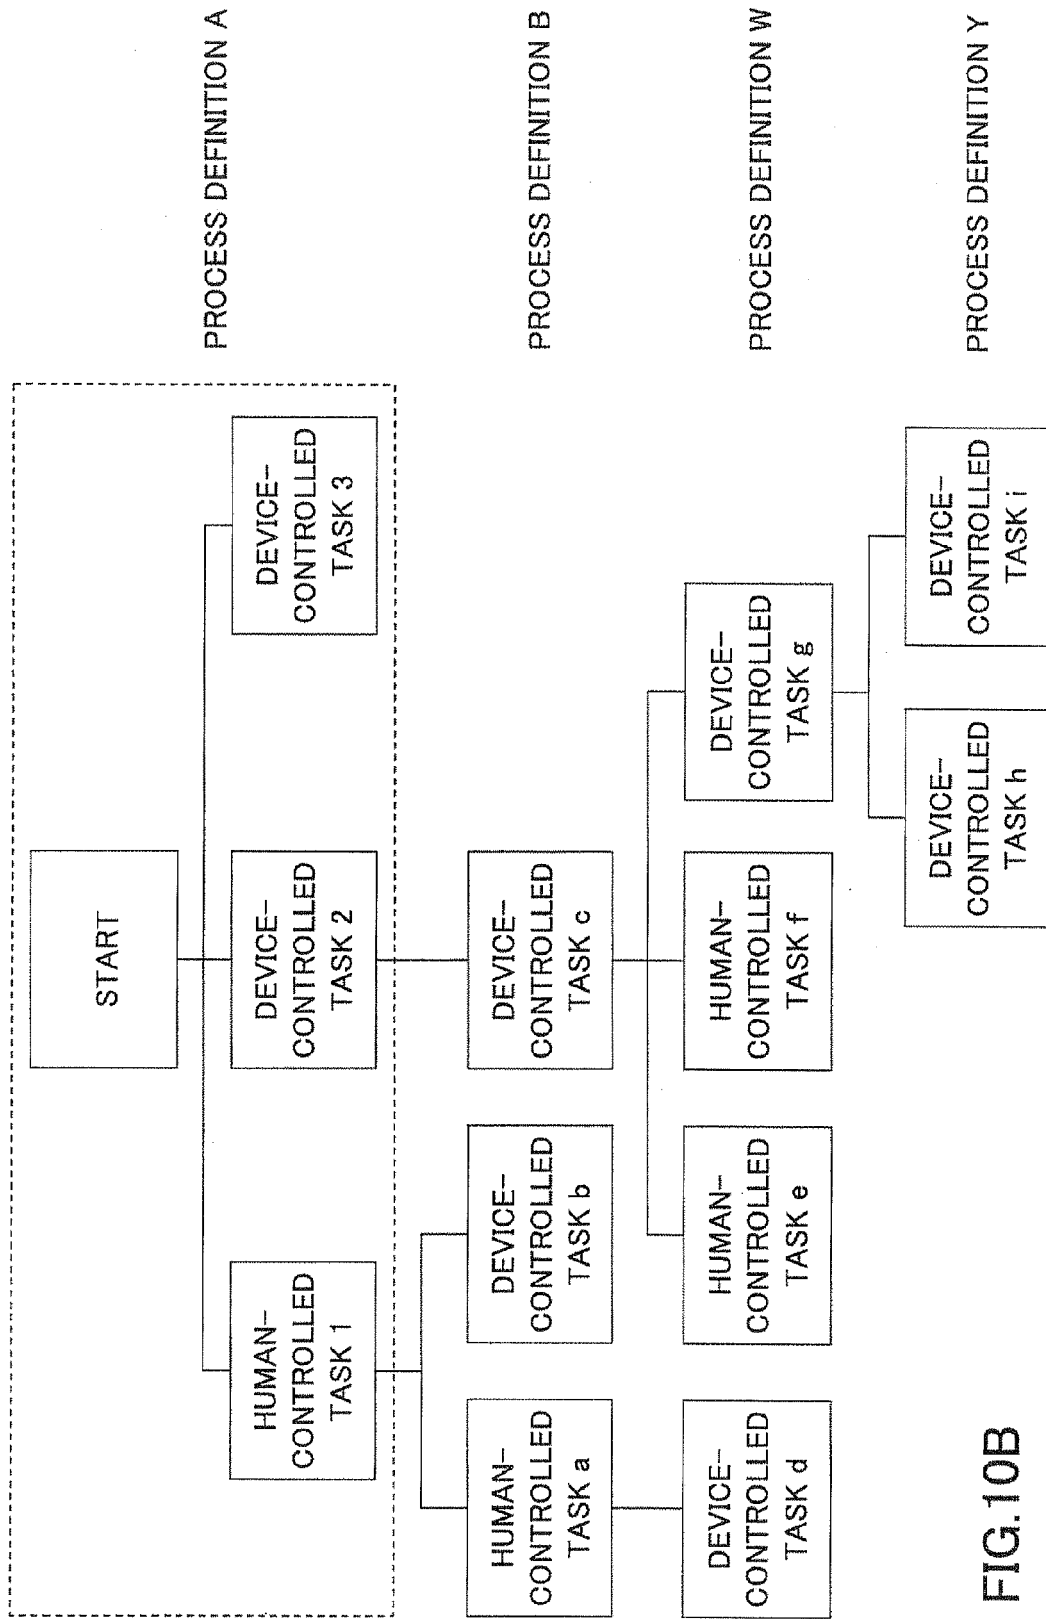 START
PROCESS DEFINITION A
HUMAN-
CONTROLLED
TASK 1
DEVICE-
CONTROLLED
TASK 2
DEVICE-
CONTROLLED
TASK 3
HUMAN-
CONTROLLED
TASK a
DEVICE-
CONTROLLED
TASK b
DEVICE-
CONTROLLED
TASK c
PROCESS DEFINITION B
DEVICE-
CONTROLLED
TASK d
HUMAN-
CONTROLLED
TASK e
HUMAN-
CONTROLLED
TASK f
DEVICE-
CONTROLLED
TASK g
PROCESS DEFINITION W
DEVICE-
CONTROLLED
TASK h
DEVICE-
CONTROLLED
TASK i
PROCESS DEFINITION Y
FIG.10B